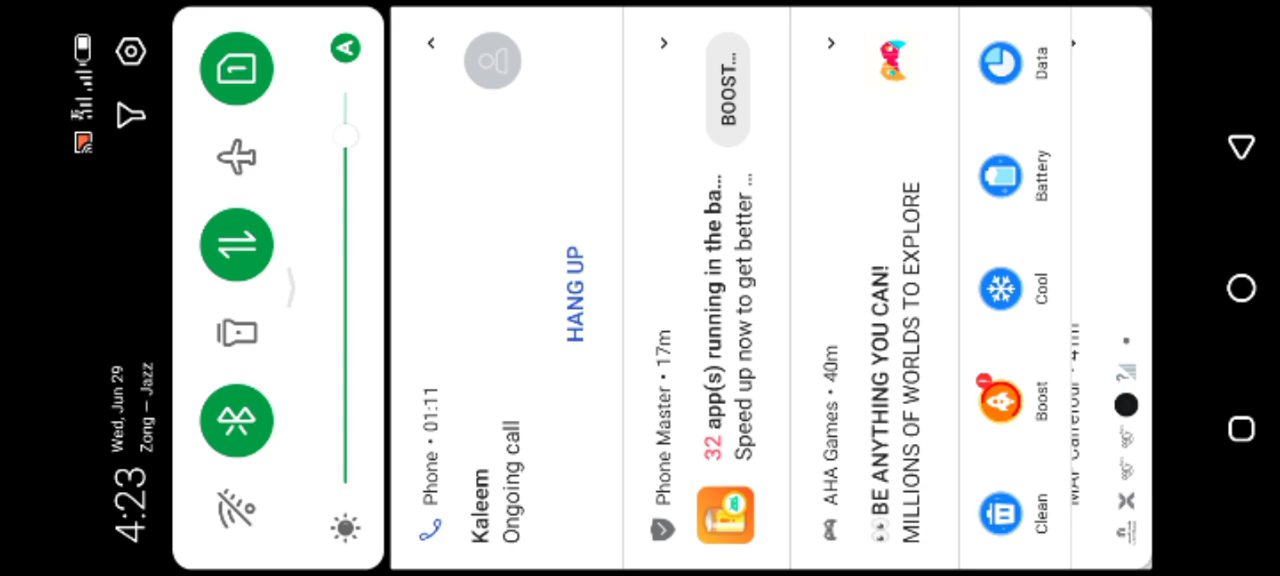 4:23
Wed, Jun 29
Zong — Jazz
1
A
Phone • 01:11
Kaleem
Ongoing call
HANG UP
Phone Master • 17m
32 app(s) running in the ba...
Speed up now to get better ...
BOOST...
AHA Games • 40m
👀BE ANYTHING YOU CAN!
MILLIONS OF WORLDS TO EXPLORE
Clean
Boost
Cool
Battery
Data